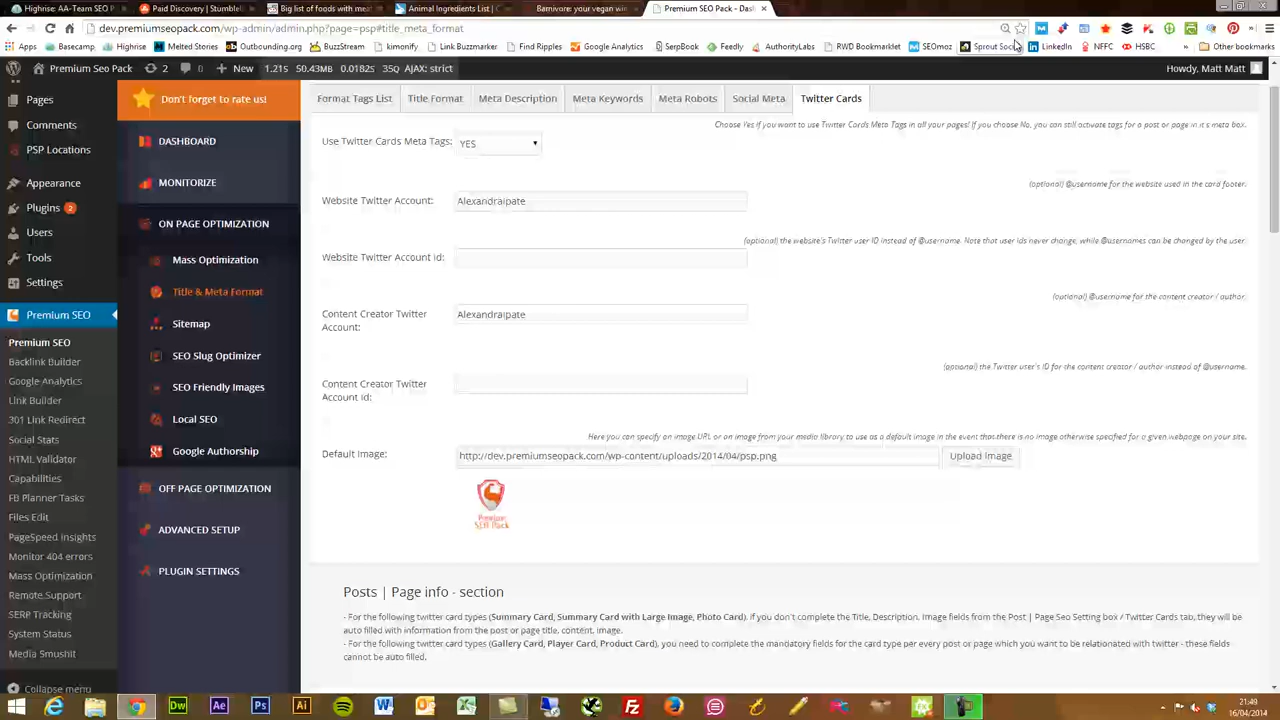 Highrise: AA-Team SEO P
Paid Discovery | Stumbleu
Big list of foods with me
Animal Ingredients List |
Barnivore: your vegan wi
Premium SEO Pack ‹ Das
dev.premiumseopack.com/wp-admin/admin.php?page=psp#title_meta_format
Apps
Basecamp.
Highrise
Melted Stories
Outbounding.org
BuzzStream
kimonify
Link Buzzmarker
Find Ripples
Google Analytics
SerpBook
Feedly
AuthorityLabs
RWD Bookmarklet
SEOmoz
Sprout Soc
LinkedIn
NFFC
HSBC
»
Other bookmarks
Premium SEO Pack
2
0
+ New
1.21S
50.43MB
0.0182S
35Q
AJAX: strict
Howdy, Matt Matt
Pages
Comments
PSP Locations
Appearance
Plugins 2
Users
Tools
Settings
Premium SEO
Premium SEO
Backlink Builder
Google Analytics
Link Builder
301 Link Redirect
Social Stats
HTML Validator
Capabilities
FB Planner Tasks
Files Edit
PageSpeed Insights
Monitor 404 errors
Mass Optimization
Remote Support
SERP Tracking
System Status
Media Smushit
Collapse menu
Don't forget to rate us!
DASHBOARD
MONITORIZE
ON PAGE OPTIMIZATION
Mass Optimization
Title & Meta Format
Sitemap
SEO Slug Optimizer
SEO Friendly Images
Local SEO
Google Authorship
OFF PAGE OPTIMIZATION
ADVANCED SETUP
PLUGIN SETTINGS
Format Tags List
Title Format
Meta Description
Meta Keywords
Meta Robots
Social Meta
Twitter Cards
Choose Yes if you want to use Twitter Cards Meta Tags in all your pages! If you choose No, you can still activate tags for a post or page in it's meta box.
Use Twitter Cards Meta Tags:
YES
(optional) @username for the website used in the card footer.
Website Twitter Account:
Alexandraipate
(optional) the website's Twitter user ID instead of @username. Note that user ids never change, while @usernames can be changed by the user.
Website Twitter Account id:
(optional) @username for the content creator / author.
Content Creator Twitter
Account:
Alexandraipate
(optional) the Twitter user's ID for the content creator / author instead of @username.
Content Creator Twitter
Account id:
Here you can specify an image URL or an image from your media library to use as a default image in the event that there is no image otherwise specified for a given webpage on your site.
Default Image:
http://dev.premiumseopack.com/wp-content/uploads/2014/04/psp.png
Upload Image
Premium
SEO Pack
Posts | Page info - section
- For the following twitter card types (Summary Card, Summary Card with Large Image, Photo Card), if you don't complete the Title, Description, Image fields from the Post | Page Seo Setting box / Twitter Cards tab, they will be
auto filled with information from the post or page title, content, image.
- For the following twitter card types (Gallery Card, Player Card, Product Card), you need to complete the mandatory fields for the card type per every post or page which you want to be relationated with twitter - these fields
cannot be auto filled.
Dw
Ae
Ps
Ai
21:49
16/04/2014